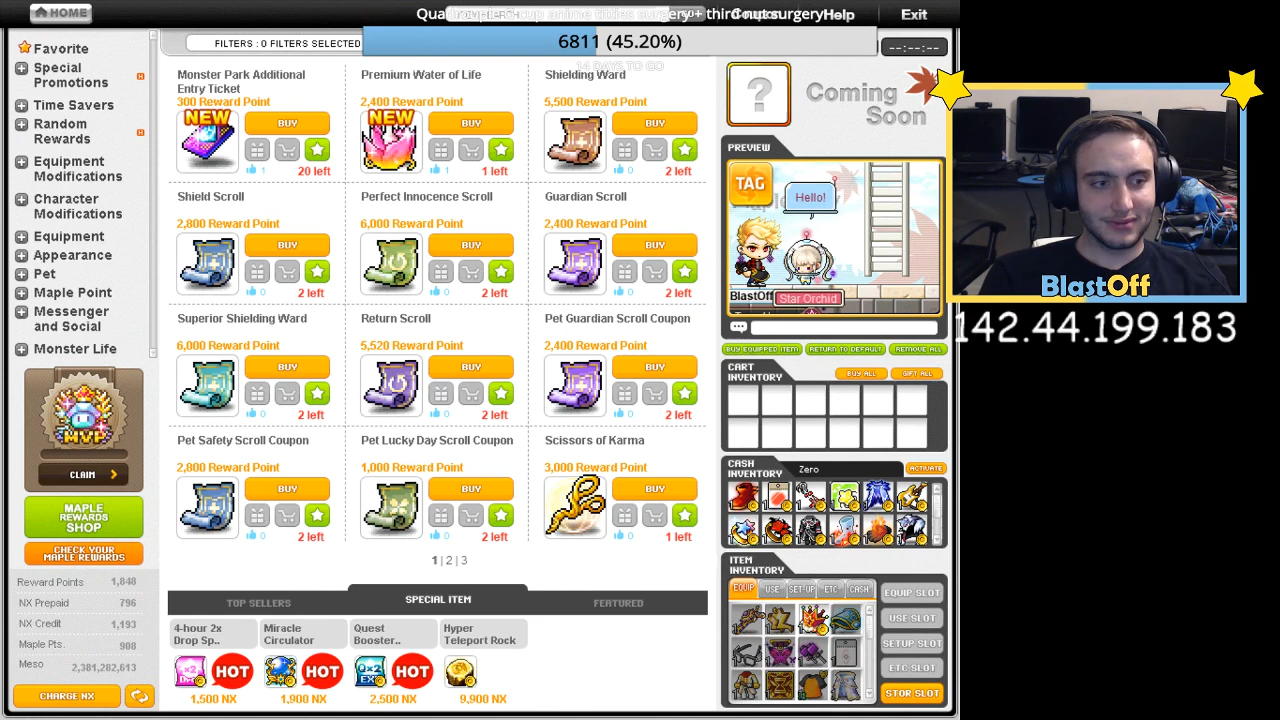 HOME
Help
Exit
FILTERS : 0 FILTERS SELECTED
6811 (45.20%)
14 DAYS TO GO
--:--:--
Favorite
Special Promotions
Time Savers
Random Rewards
Equipment Modifications
Character Modifications
Equipment
Appearance
Pet
Maple Point
Messenger and Social
Monster Life
MVP
CLAIM
MAPLE REWARDS SHOP
CHECK YOUR MAPLE REWARDS
Reward Points 1,848
NX Prepaid 796
NX Credit 1,193
Maple Pts. 908
Meso 2,381,282,613
CHARGE NX
Monster Park Additional Entry Ticket
300 Reward Point
NEW
BUY
1
20 left
Premium Water of Life
2,400 Reward Point
NEW
BUY
1
1 left
Shielding Ward
5,500 Reward Point
BUY
0
2 left
Shield Scroll
2,800 Reward Point
BUY
0
2 left
Perfect Innocence Scroll
6,000 Reward Point
BUY
0
2 left
Guardian Scroll
2,400 Reward Point
BUY
0
2 left
Superior Shielding Ward
6,000 Reward Point
BUY
0
2 left
Return Scroll
5,520 Reward Point
BUY
0
2 left
Pet Guardian Scroll Coupon
2,400 Reward Point
BUY
0
2 left
Pet Safety Scroll Coupon
2,800 Reward Point
BUY
0
2 left
Pet Lucky Day Scroll Coupon
1,000 Reward Point
BUY
0
2 left
Scissors of Karma
3,000 Reward Point
BUY
0
1 left
1 | 2 | 3
TOP SELLERS
SPECIAL ITEM
FEATURED
4-hour 2x Drop Sp..
HOT
1,500 NX
Miracle Circulator
HOT
1,900 NX
Quest Booster..
HOT
2,500 NX
Hyper Teleport Rock
9,900 NX
?
Coming Soon
PREVIEW
TAG
Hello!
BlastOff
Star Orchid
BUY EQUIPPED ITEM
RETURN TO DEFAULT
REMOVE ALL
CART INVENTORY
BUY ALL
GIFT ALL
CASH INVENTORY
Zero
ACTIVATE
ITEM INVENTORY
EQUIP
USE
SET-UP
ETC
CASH
EQUIP SLOT
USE SLOT
SETUP SLOT
ETC SLOT
STOR SLOT
BlastOff
142.44.199.183